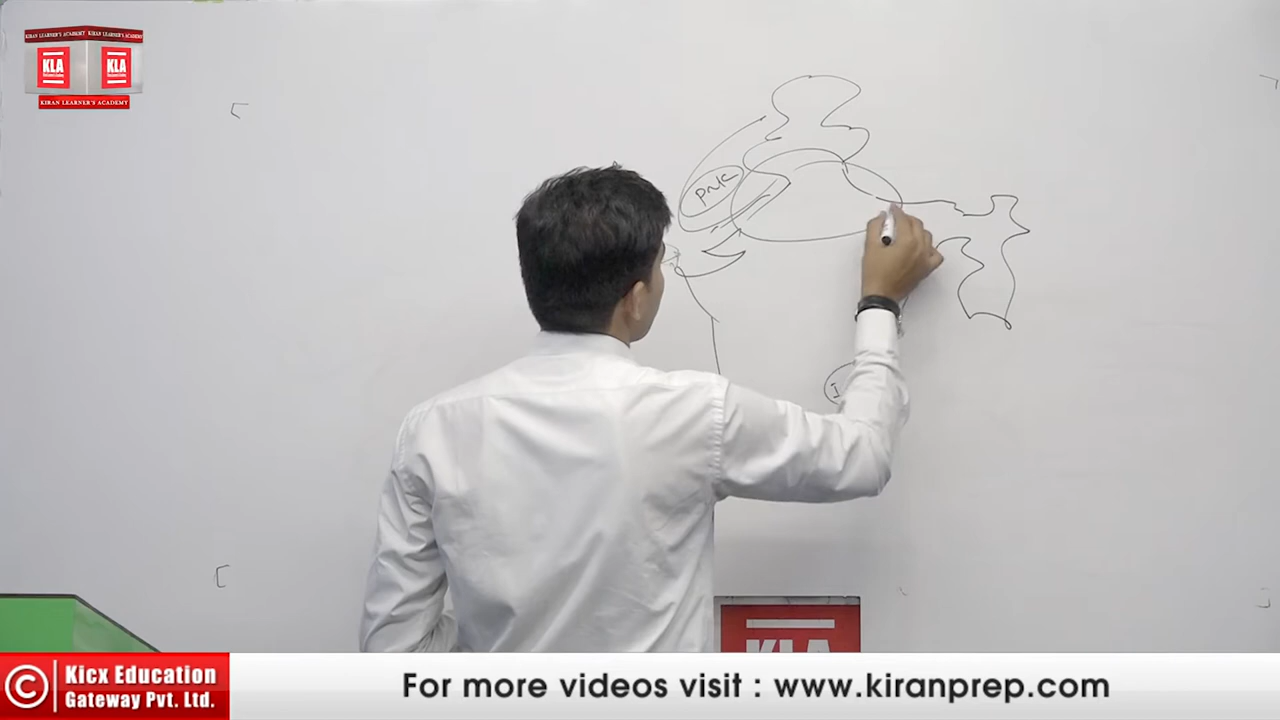 KIRAN LEARNER'S ACADEMY KIRAN LEARNER'S ACADEMY
KLA KLA
KIRAN LEARNER'S ACADEMY
I
KLA
© Kicx Education
Gateway Pvt. Ltd.
For more videos visit : www.kiranprep.com